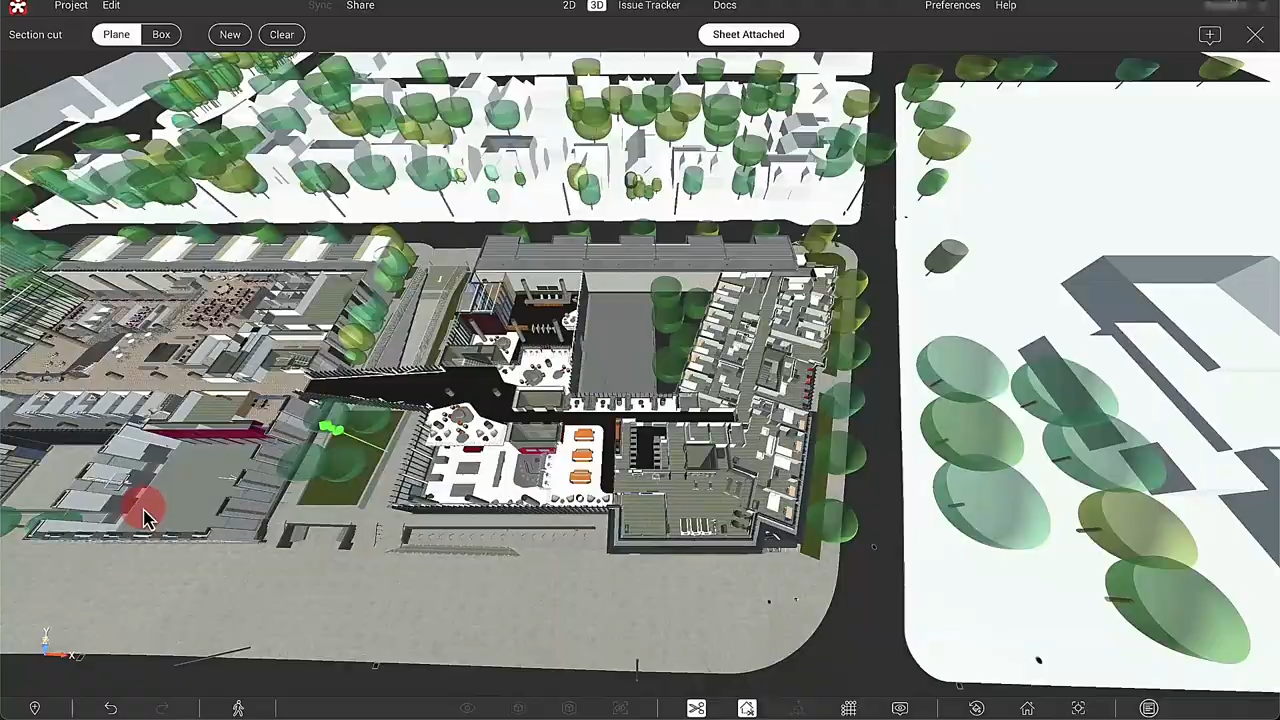 Project Edit Sync Share 2D 3D Issue Tracker Docs Preferences Help
Section cut Plane Box New Clear Sheet Attached
Y
X